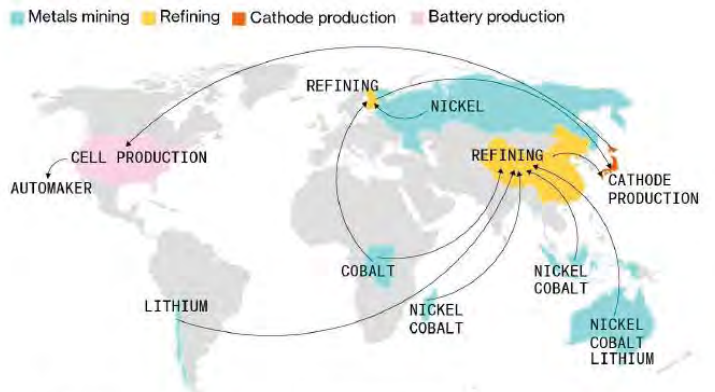 Metals mining Refining Cathode production Battery production
REFINING
NICKEL
CELL PRODUCTION
REFINING
AUTOMAKER
CATHODE
PRODUCTION
COBALT
NICKEL
COBALT
LITHIUM
NICKEL
COBALT
NICKEL
COBALT
LITHIUM